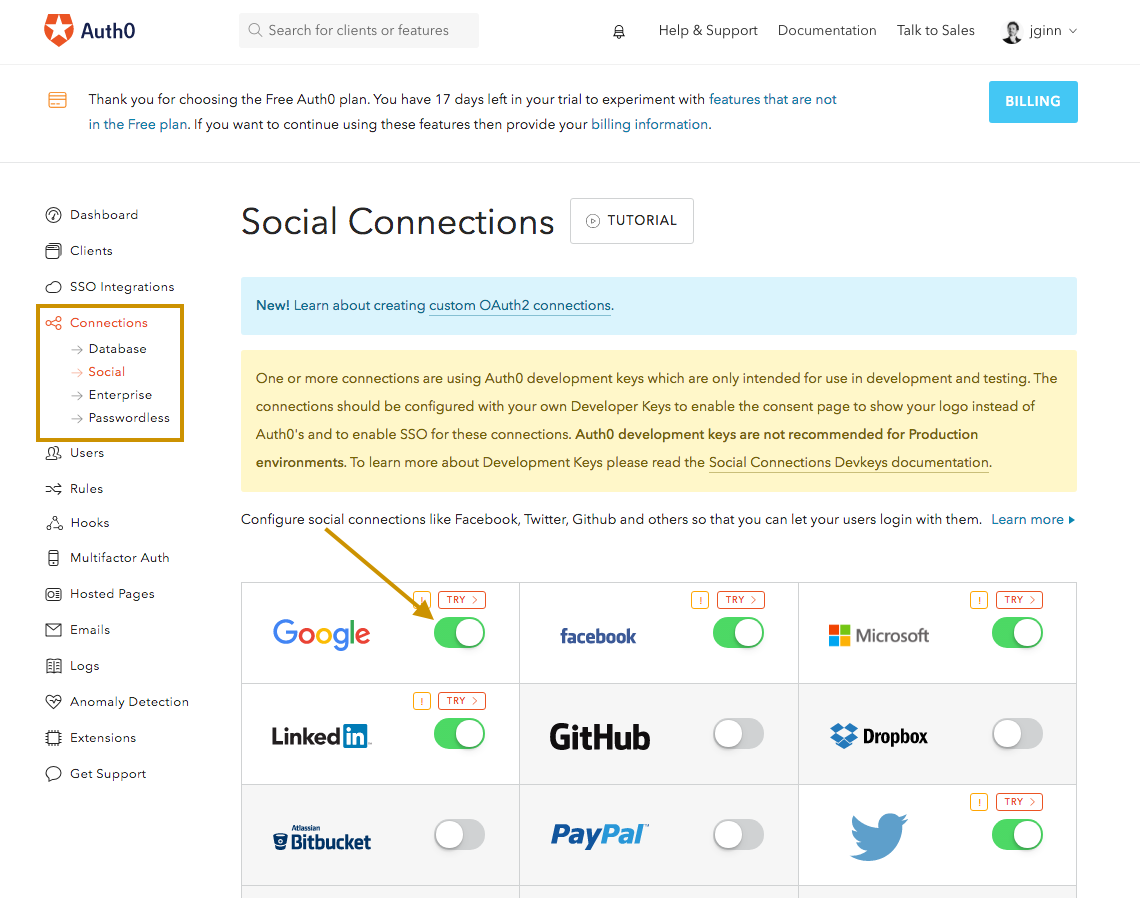 Auth0
Search for clients or features
Help & Support
Documentation
Talk to Sales
jginn
Thank you for choosing the Free Auth0 plan. You have 17 days left in your trial to experiment with features that are not
in the Free plan. If you want to continue using these features then provide your billing information.
BILLING
Dashboard
Clients
SSO Integrations
Connections
Database
Social
Enterprise
Passwordless
Users
Rules
Hooks
Multifactor Auth
Hosted Pages
Emails
Logs
Anomaly Detection
Extensions
Get Support
Social Connections
TUTORIAL
New! Learn about creating custom OAuth2 connections.
One or more connections are using Auth0 development keys which are only intended for use in development and testing. The
connections should be configured with your own Developer Keys to enable the consent page to show your logo instead of
Auth0's and to enable SSO for these connections. Auth0 development keys are not recommended for Production
environments. To learn more about Development Keys please read the Social Connections Devkeys documentation.
Configure social connections like Facebook, Twitter, Github and others so that you can let your users login with them. Learn more
! TRY
Google
! TRY
facebook
! TRY
Microsoft
! TRY
Linked in
GitHub
Dropbox
Atlassian
Bitbucket
PayPal™
! TRY